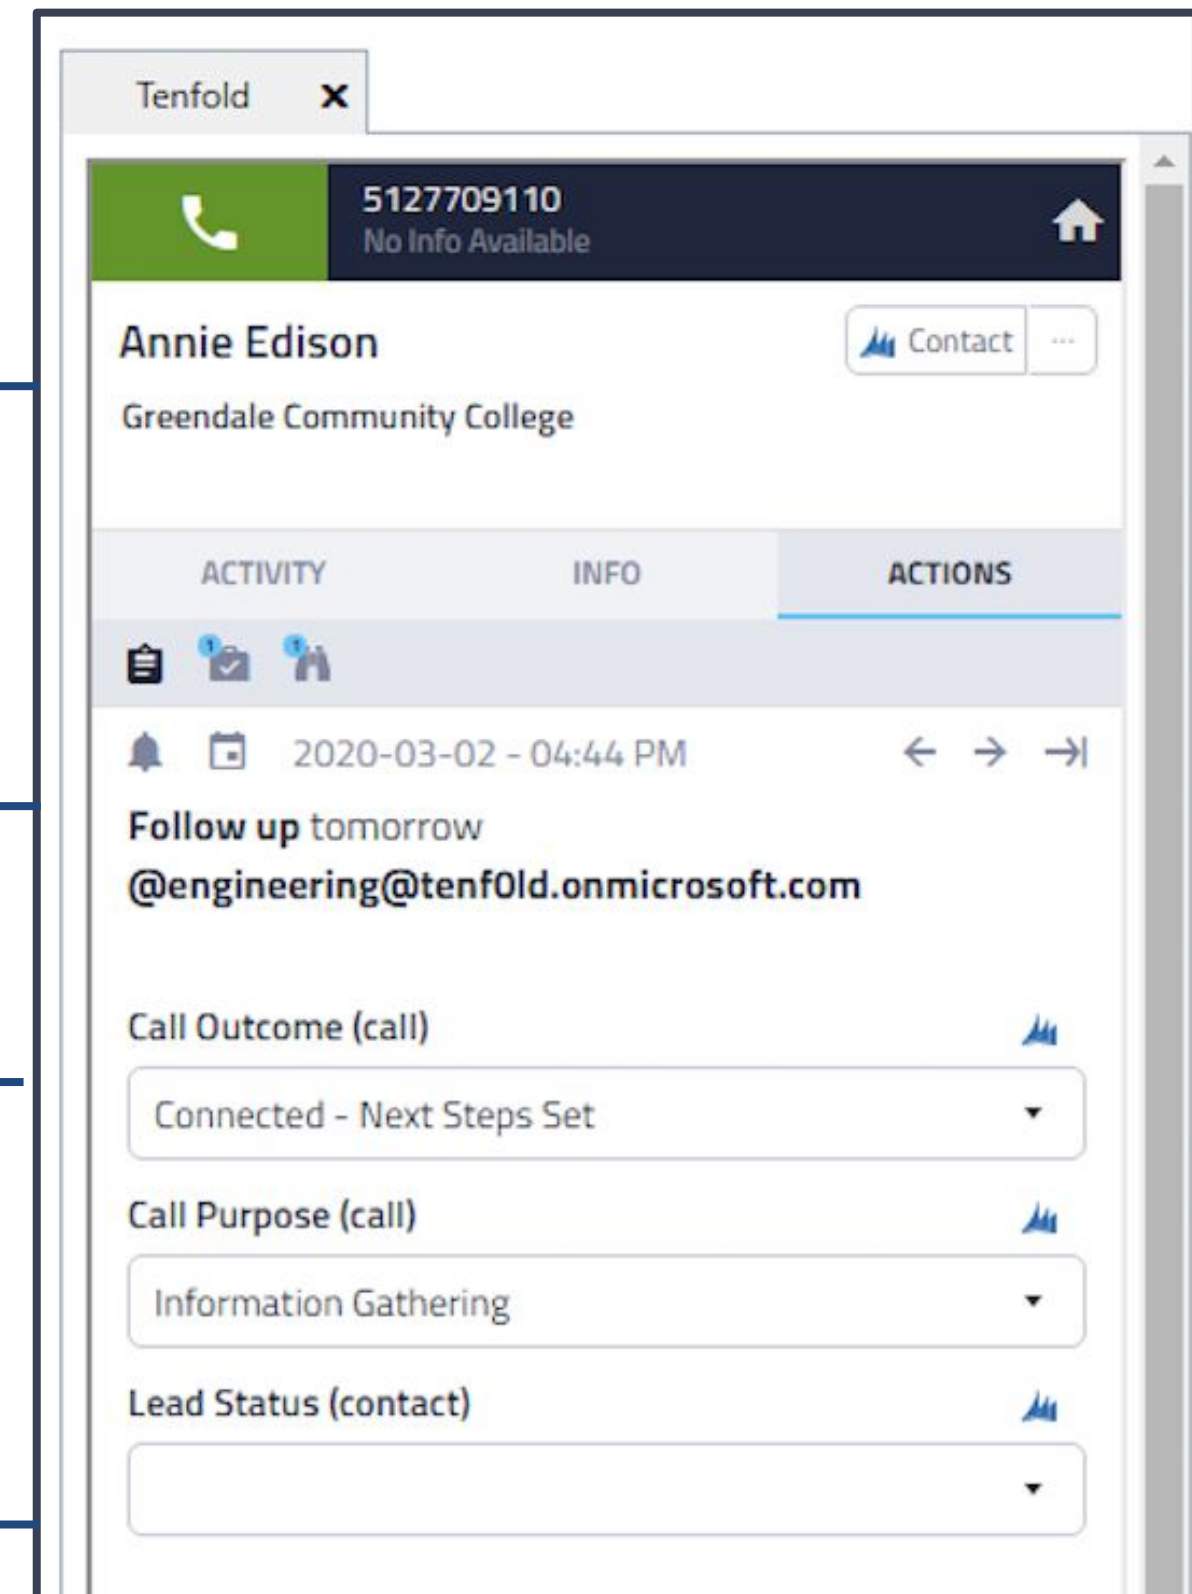 Tenfold
5127709110
No Info Available
Annie Edison
Contact
Greendale Community College
ACTIVITY INFO ACTIONS
1 1
2020-03-02 - 04:44 PM
Follow up tomorrow
@engineering@tenf0ld.onmicrosoft.com
Call Outcome (call)
Connected - Next Steps Set
Call Purpose (call)
Information Gathering
Lead Status (contact)